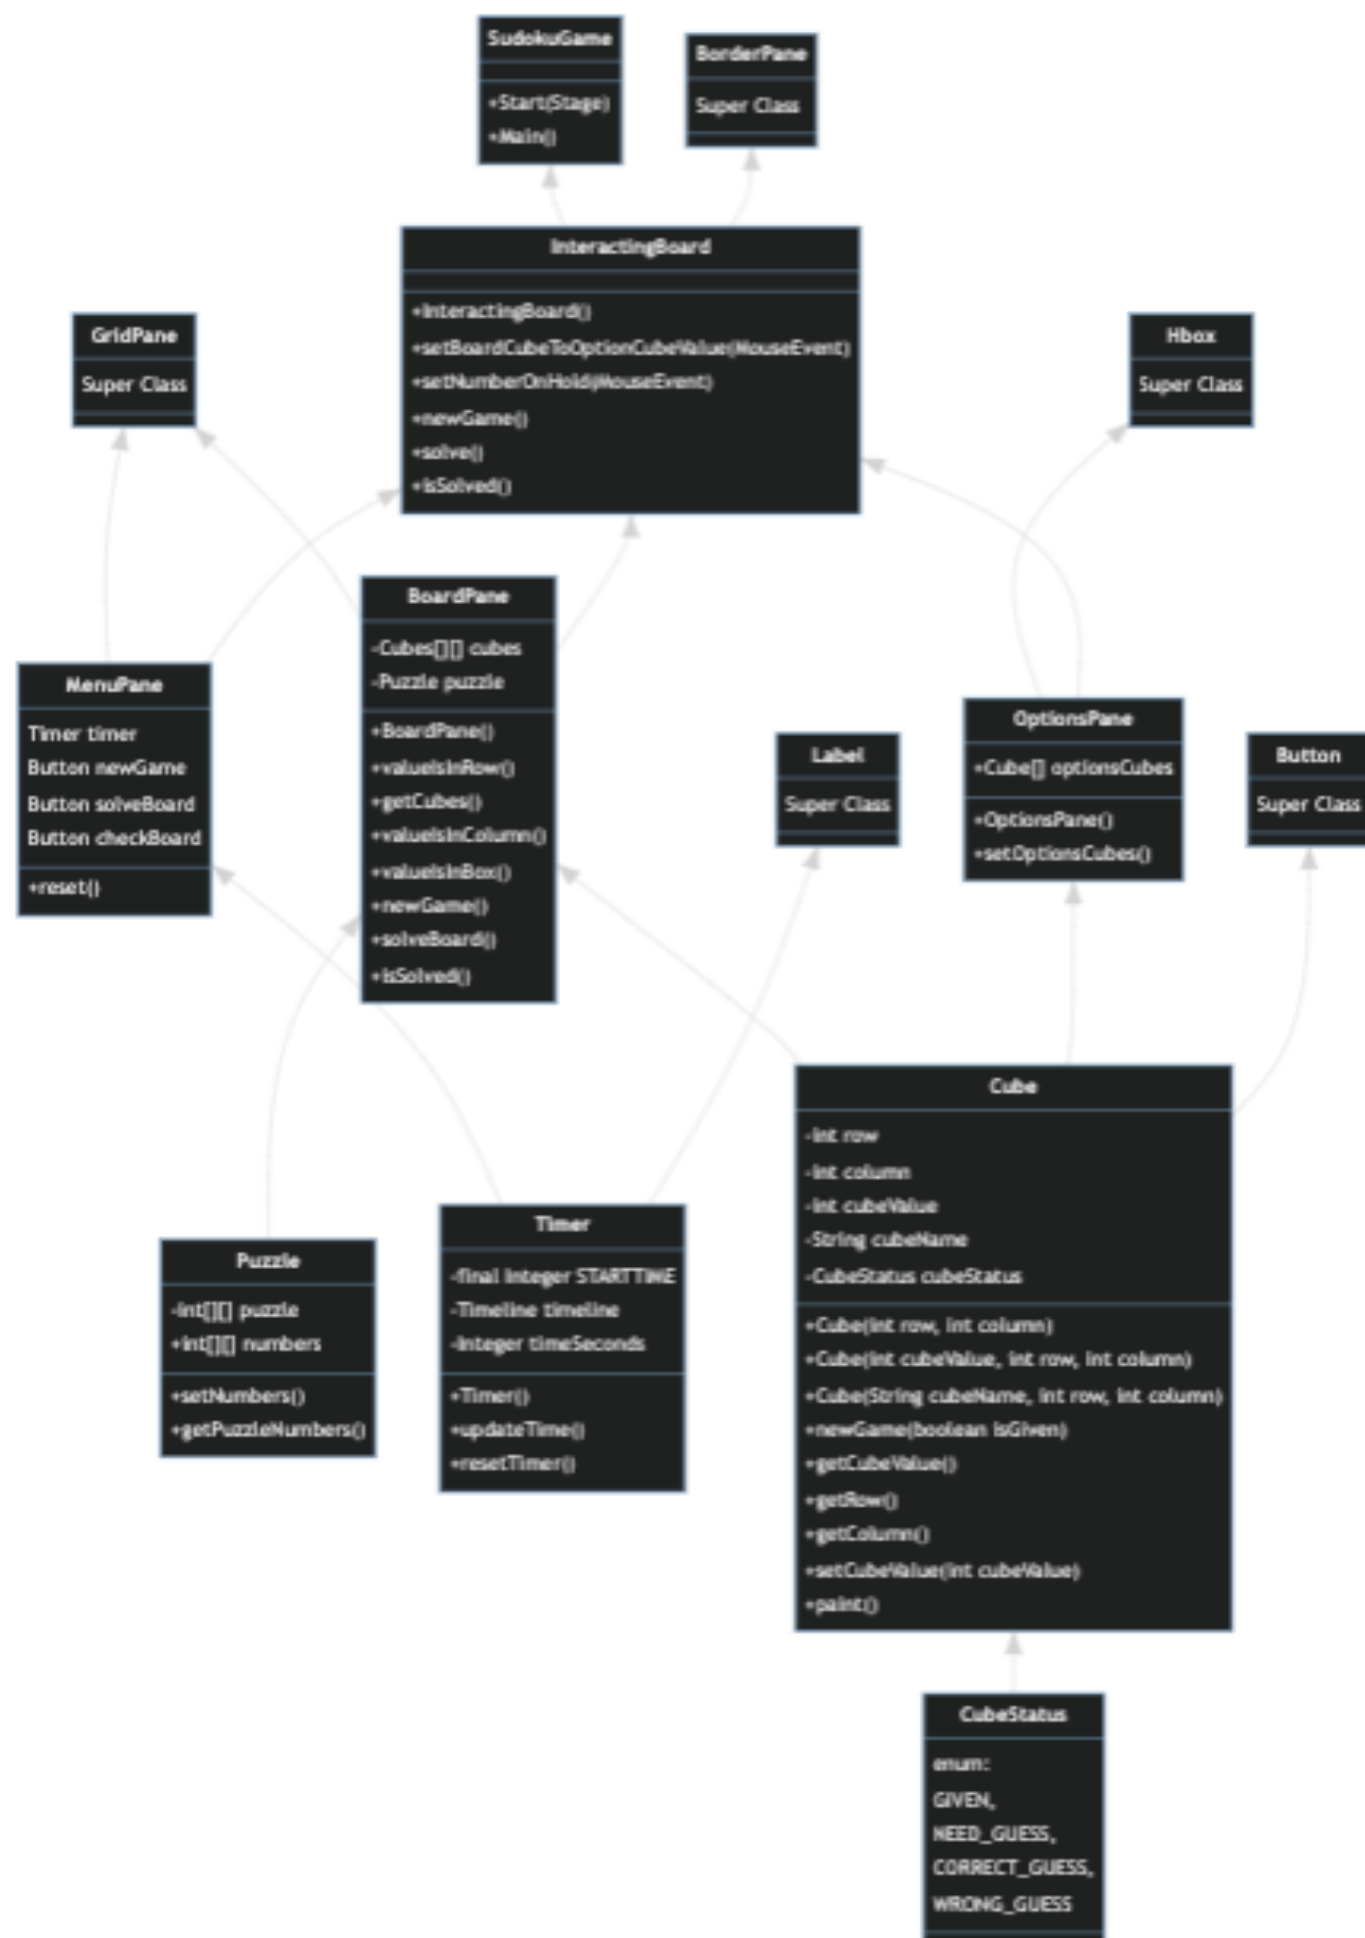 SudokuGame
+Start(Stage)
+Main()
BorderPane
Super Class
InteractingBoard
+InteractingBoard()
+setBoardCubeToOptionCubeValue(MouseEvent)
+setNumberOnHold(MouseEvent)
+newGame()
+solve()
+isSolved()
GridPane
Super Class
Hbox
Super Class
BoardPane
-Cubes[][] cubes
-Puzzle puzzle
+BoardPane()
+valueIsInRow()
+getCubes()
+valueIsInColumn()
+valueIsInBox()
+newGame()
+solveBoard()
+isSolved()
MenuPane
Timer timer
Button newGame
Button solveBoard
Button checkBoard
+reset()
Label
Super Class
OptionsPane
+Cube[] optionsCubes
+OptionsPane()
+setOptionsCubes()
Button
Super Class
Cube
-int row
-int column
-int cubeValue
-String cubeName
-CubeStatus cubeStatus
+Cube(int row, int column)
+Cube(int cubeValue, int row, int column)
+Cube(String cubeName, int row, int column)
+newGame(boolean isGiven)
+getCubeValue()
+getRow()
+getColumn()
+setCubeValue(int cubeValue)
+paint()
Puzzle
-int[][] puzzle
+int[][] numbers
+setNumbers()
+getPuzzleNumbers()
Timer
-final Integer STARTTIME
-Timeline timeline
-Integer timeSeconds
+Timer()
+updateTime()
+resetTimer()
CubeStatus
enum:
GIVEN,
NEED_GUESS,
CORRECT_GUESS,
WRONG_GUESS